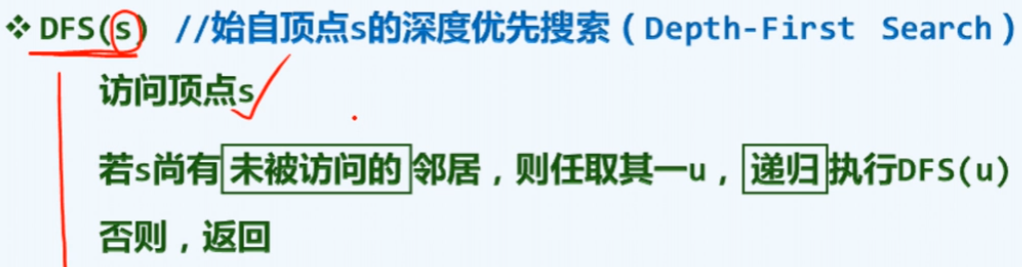 ❖ DFS(s) //始自顶点s的深度优先搜索（Depth-First Search）
访问顶点s
若s尚有未被访问的邻居，则任取其一u，递归执行DFS(u)
否则，返回